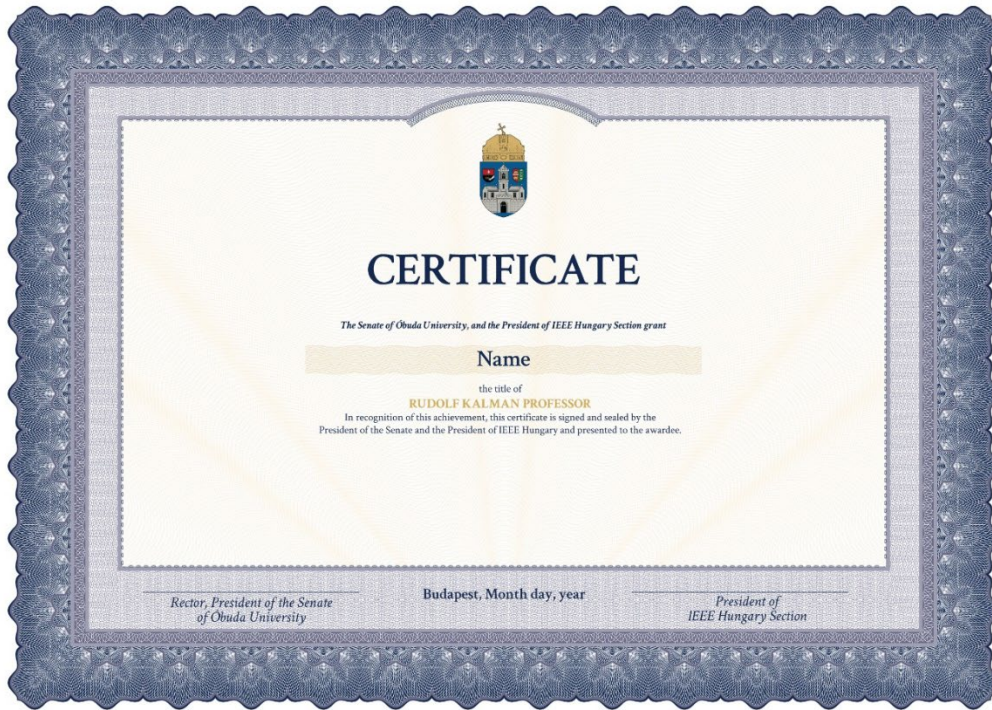 CERTIFICATE
The Senate of Óbuda University, and the President of IEEE Hungary Section grant
Name
the title of
RUDOLF KALMAN PROFESSOR
In recognition of this achievement, this certificate is signed and sealed by the
President of the Senate and the President of IEEE Hungary and presented to the awardee.
Rector, President of the Senate
of Óbuda University
Budapest, Month day, year
President of
IEEE Hungary Section